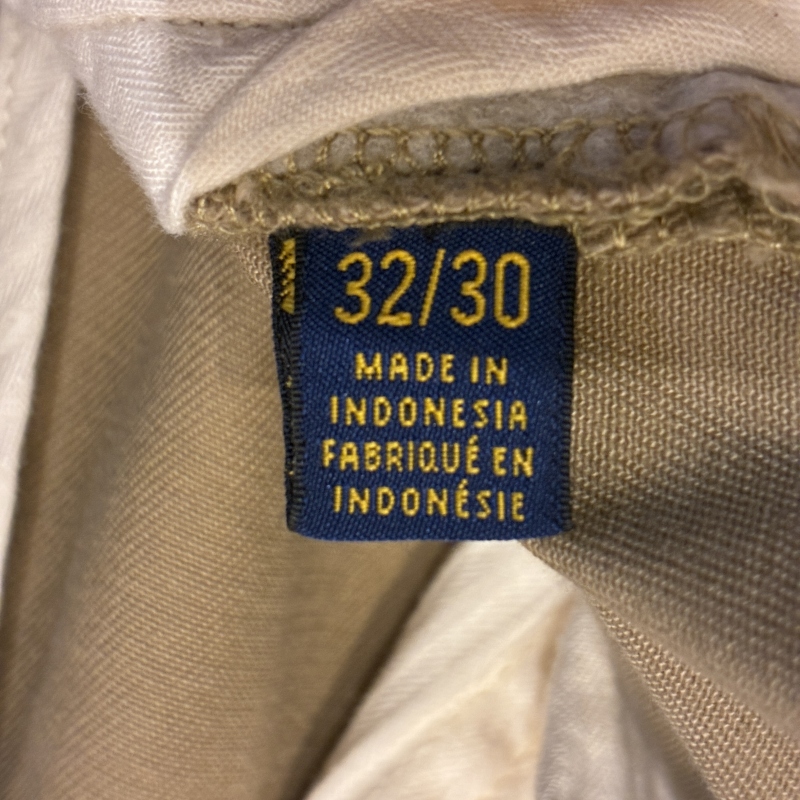 32/30
MADE IN
INDONESIA
FABRIQUÉ EN
INDONÉSIE